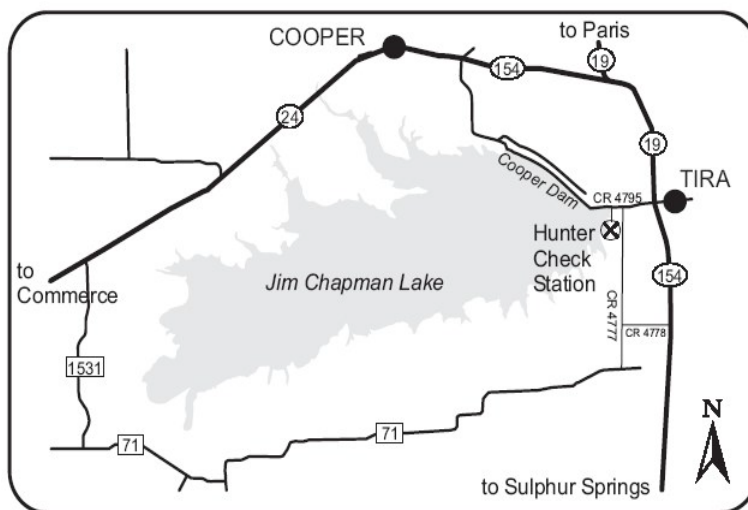 to Paris
COOPER
154
19
24
19
Cooper Dam
CR 4795
TIRA
Hunter
Check
Station
to
Commerce
Jim Chapman Lake
154
CR 4777
CR 4778
1531
71
71
N
to Sulphur Springs